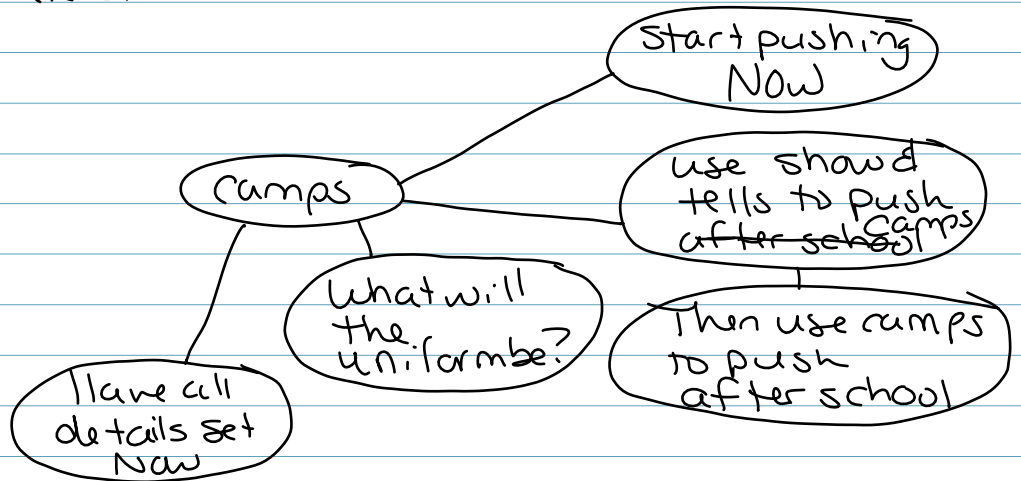 Start pushing
NOW
camps
use show &
tells to push
camps
after school
What will
the
uniform be?
Then use camps
to push
after school
Have all
details set
Now